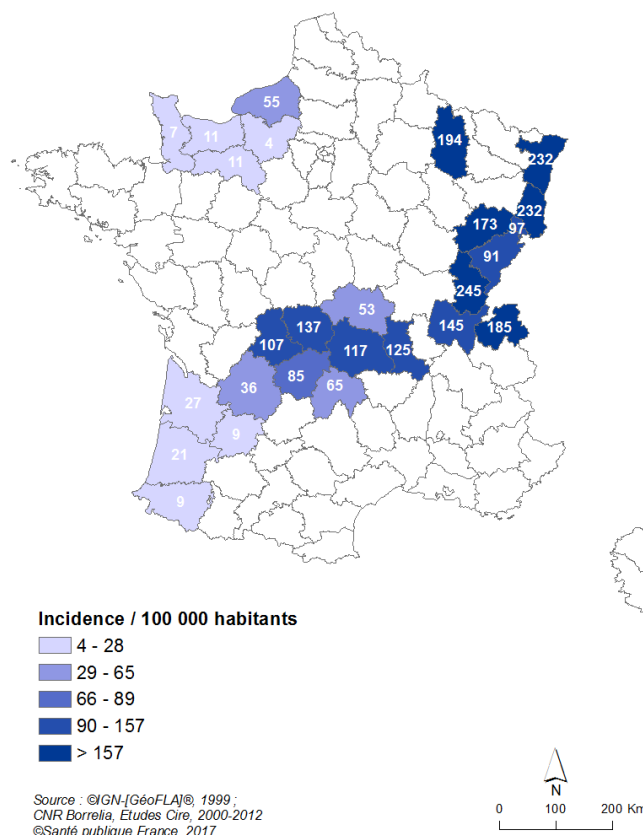 55
7
11
4
11
194
232
232
173
97
91
245
53
137
145
185
107
117
125
85
36
65
27
9
21
9
Incidence / 100 000 habitants
4 - 28
29 - 65
66 - 89
90 - 157
> 157
N
Source : ©IGN-[GéoFLA]®, 1999 ;
CNR Borrelia, Etudes Cire, 2000-2012
©Santé publique France, 2017
0 100 200 Km